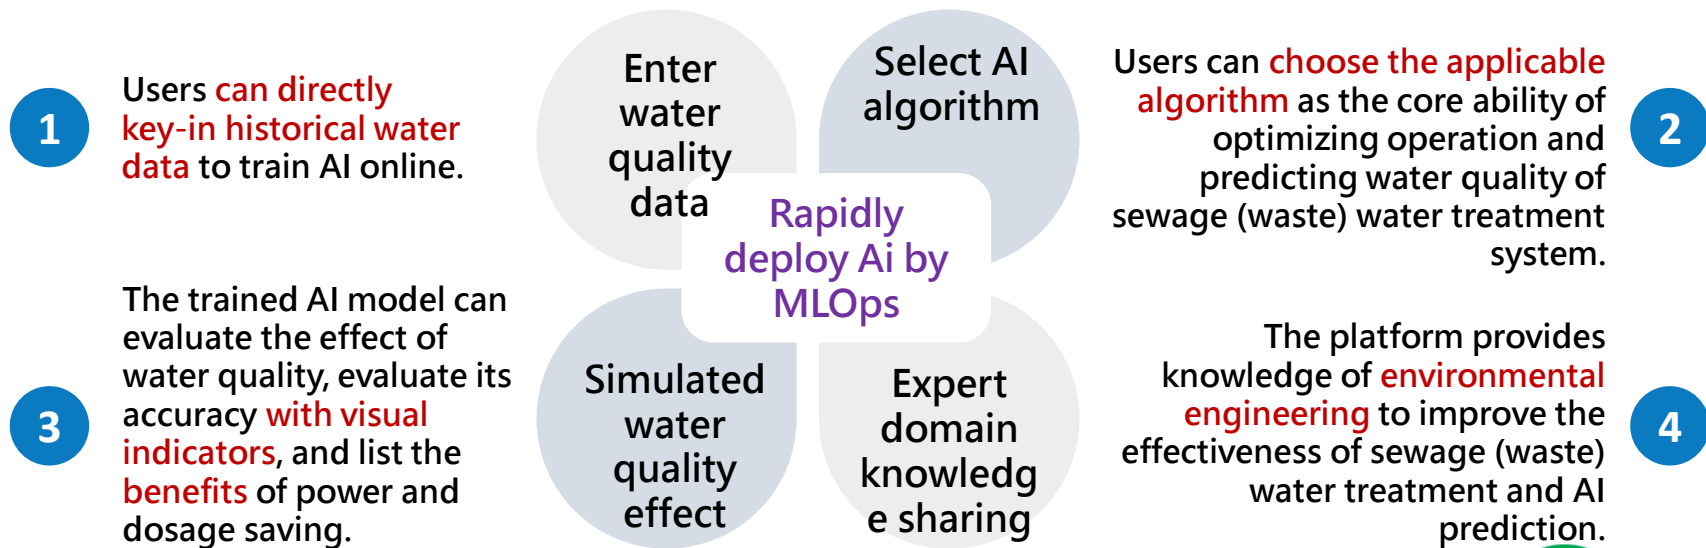 1
Users can directly
key-in historical water
data to train AI online.
Enter
water
quality
data
Select AI
algorithm
Users can choose the applicable
algorithm as the core ability of
optimizing operation and
predicting water quality of
sewage (waste) water treatment
system.
2
Rapidly
deploy Ai by
MLOps
3
The trained AI model can
evaluate the effect of
water quality, evaluate its
accuracy with visual
indicators, and list the
benefits of power and
dosage saving.
Simulated
water
quality
effect
Expert
domain
knowledg
e sharing
The platform provides
knowledge of environmental
engineering to improve the
effectiveness of sewage (waste)
water treatment and AI
prediction.
4